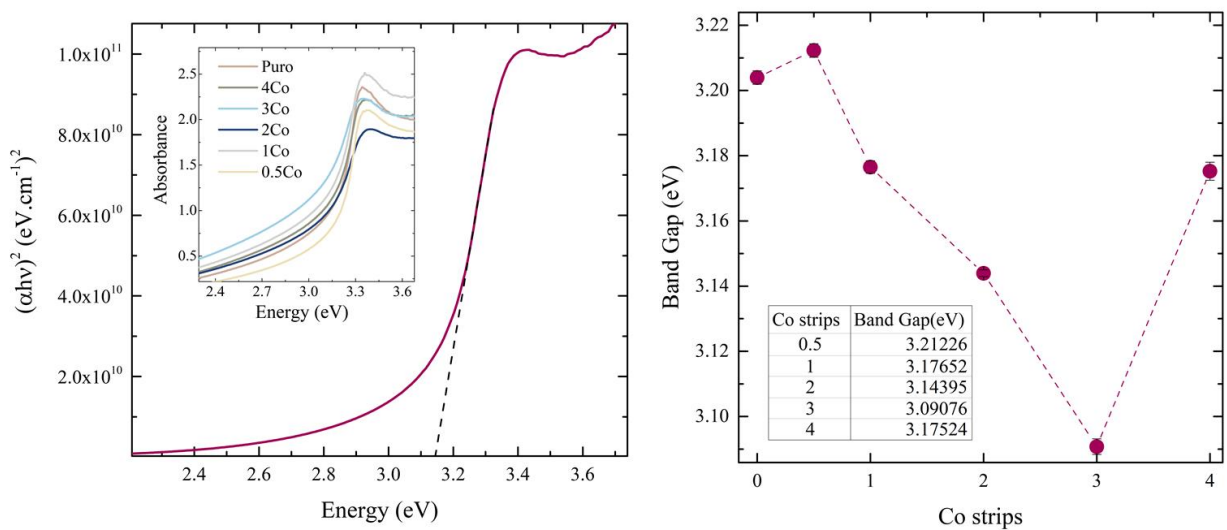 (αhν)² (eV.cm⁻¹)²
1.0x10¹¹
8.0x10¹⁰
6.0x10¹⁰
4.0x10¹⁰
2.0x10¹⁰
2.4 2.6 2.8 3.0 3.2 3.4 3.6
Energy (eV)
Absorbance
2.5
2.0
1.5
1.0
0.5
Puro
4Co
3Co
2Co
1Co
0.5Co
2.4 2.7 3.0 3.3 3.6
Energy (eV)
Band Gap (eV)
3.22
3.20
3.18
3.16
3.14
3.12
3.10
Co strips Band Gap(eV)
0.5 3.21226
1 3.17652
2 3.14395
3 3.09076
4 3.17524
0 1 2 3 4
Co strips